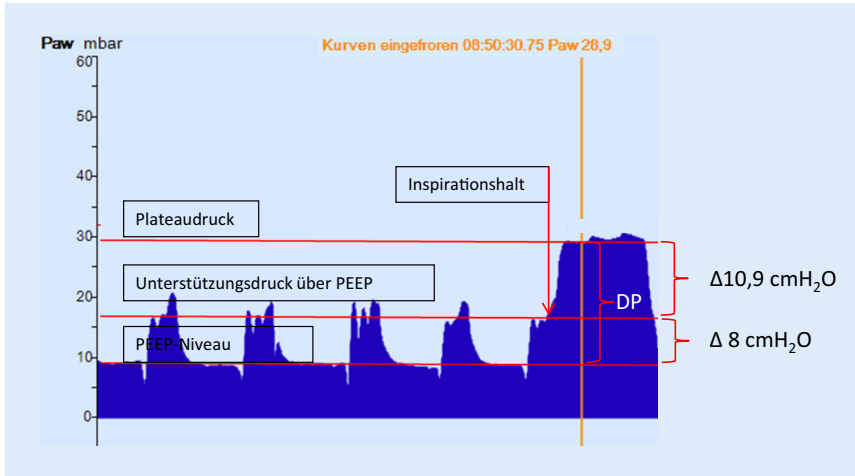 Paw mbar
Kurven eingefroren 08:50:30.75 Paw 28,9
60
50
40
30
20
10
0
Inspirationshalt
Plateaudruck
Unterstützungsdruck über PEEP
PEEP-Niveau
DP
Δ10,9 cmH₂O
Δ 8 cmH₂O